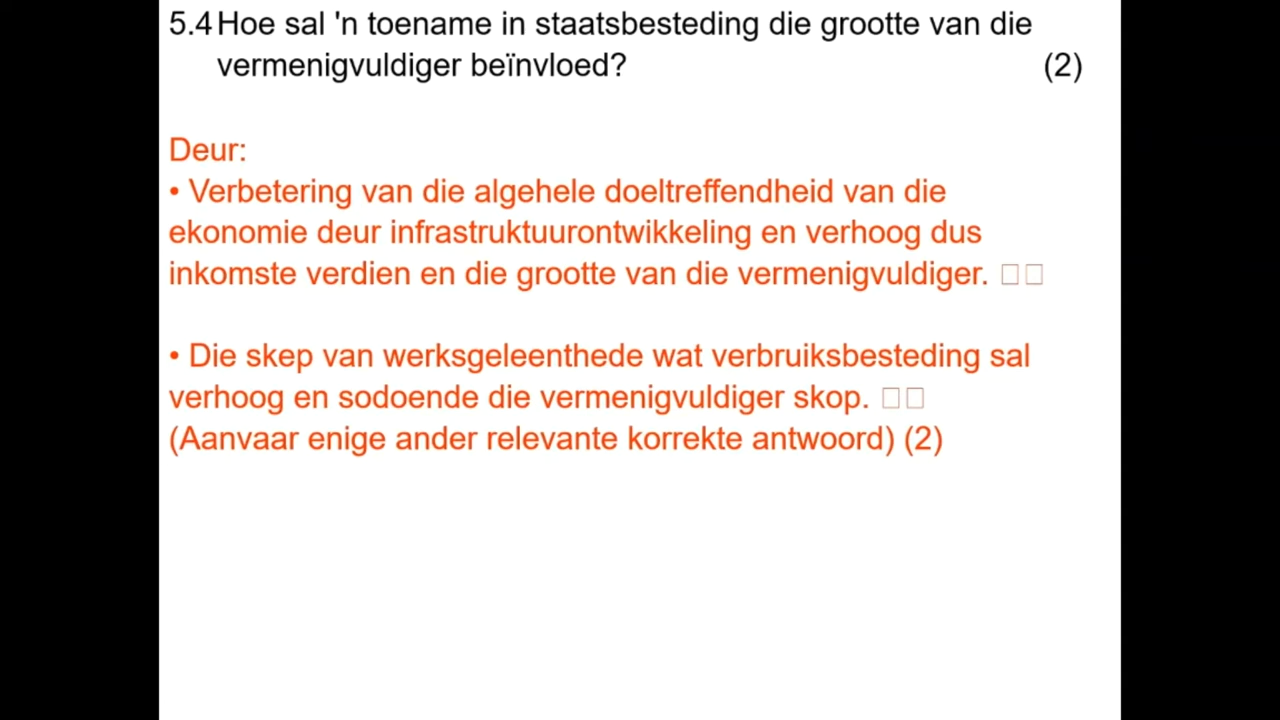 5.4 Hoe sal 'n toename in staatsbesteding die grootte van die
vermenigvuldiger beïnvloed? (2)
Deur:
• Verbetering van die algehele doeltreffendheid van die
ekonomie deur infrastruktuurontwikkeling en verhoog dus
inkomste verdien en die grootte van die vermenigvuldiger. □□
• Die skep van werksgeleenthede wat verbruiksbesteding sal
verhoog en sodoende die vermenigvuldiger skop. □□
(Aanvaar enige ander relevante korrekte antwoord) (2)